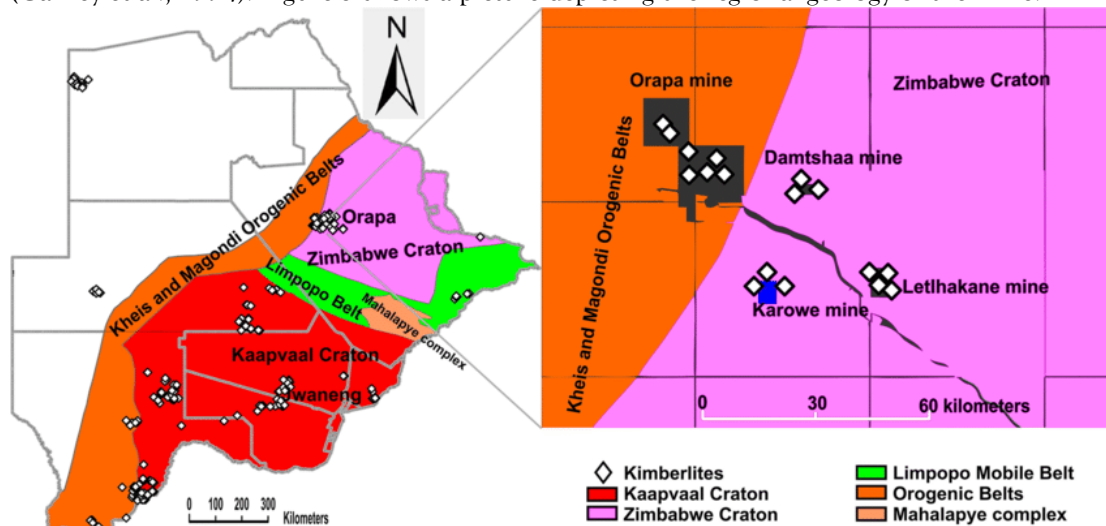 N
Kheis and Magondi Orogenic Belts
Orapa
Zimbabwe Craton
Limpopo Belt
Mahalapye complex
Kaapvaal Craton
Jwaneng
0 40 100 200 300
Kilometers
Orapa mine
Zimbabwe Craton
Kheis and Magondi Orogenic Belts
Damtshaa mine
Letlhakane mine
Karowe mine
0 30 60 kilometers
Kimberlites
Kaapvaal Craton
Zimbabwe Craton
Limpopo Mobile Belt
Orogenic Belts
Mahalapye complex